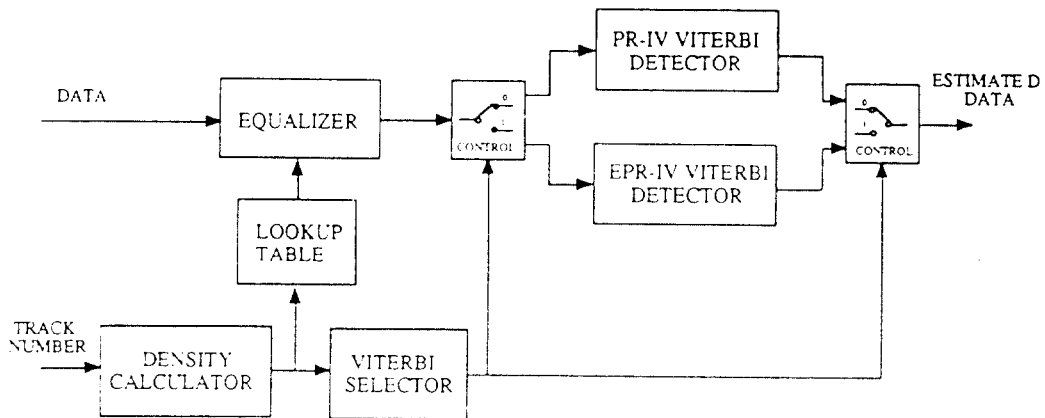 PR-IV VITERBI
DETECTOR
ESTIMATE D
DATA
DATA
EQUALIZER
0
1
CONTROL
0
1
CONTROL
EPR-IV VITERBI
DETECTOR
LOOKUP
TABLE
TRACK
NUMBER
DENSITY
CALCULATOR
VITERBI
SELECTOR